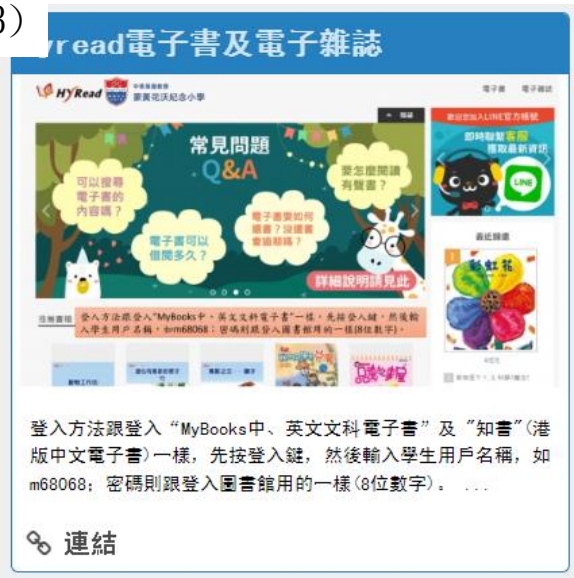 3)
yread電子書及電子雜誌
HyRead
電子書 電子雜誌
常見問題
Q&A
可以搜尋
電子書的
內容嗎？
電子書可以
借閱多久？
電子書要如何
還書？沒還書
會逾期嗎？
要怎麼閱讀
有聲書？
詳細說明請見此
歡迎您加入LINE官方帳號
即時聯繫客服
獲取最新資訊
LINE
最近歸還
彩虹花
登入方法跟登入“MyBooks中、英文文科電子書”一樣，先按登入鍵，然後輸
入學生用戶名稱，如m68068；密碼則跟登入圖書館用的一樣(8位數字)。
登入方法跟登入“MyBooks中、英文文科電子書”及 ”知書”(港
版中文電子書)一樣，先按登入鍵，然後輸入學生用戶名稱，如
m68068；密碼則跟登入圖書館用的一樣(8位數字)。 ...
連結